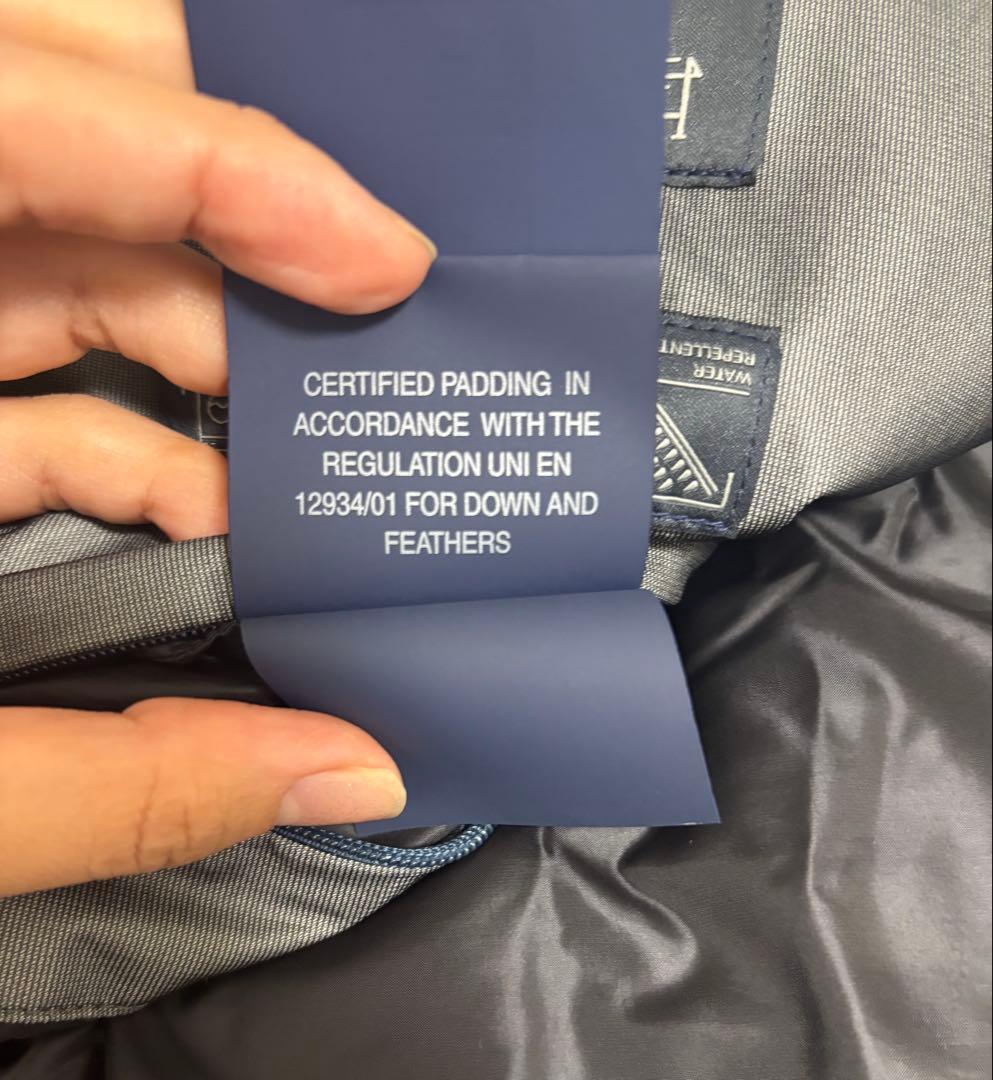 CERTIFIED PADDING IN
ACCORDANCE WITH THE
REGULATION UNI EN
12934/01 FOR DOWN AND
FEATHERS
WATER
REPELLENT